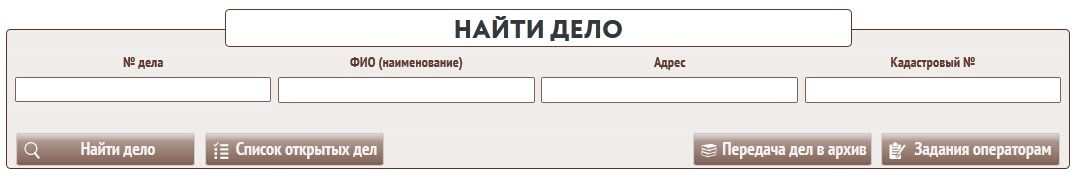 НАЙТИ ДЕЛО
№ дела ФИО (наименование) Адрес Кадастровый №
Найти дело Список открытых дел Передача дел в архив Задания операторам